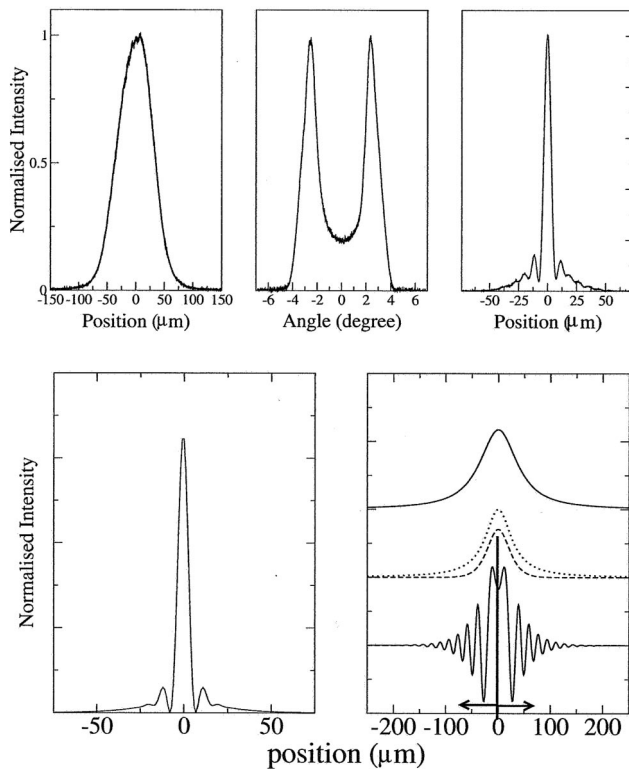 Normalised Intensity
1
0.5
0
-150 -100 -50 0 50 100 150
Position (μm)
-6 -4 -2 0 2 4 6
Angle (degree)
-50 -25 0 25 50
Position (μm)
Normalised Intensity
-50 0 50
-200 -100 0 100 200
position (μm)